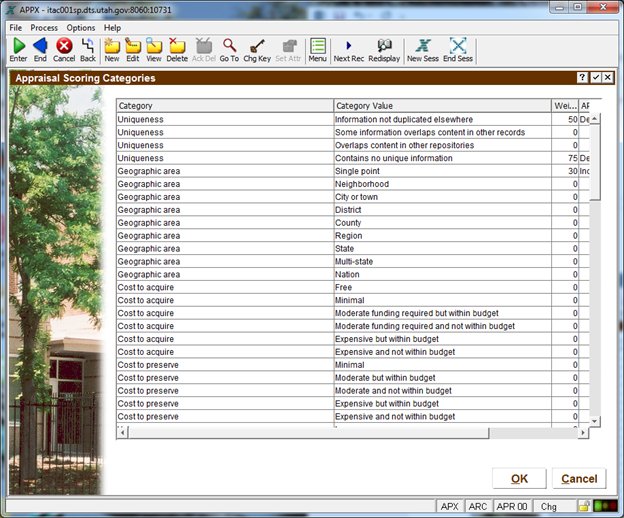 APPX - itac001sp.dts.utah.gov:8060:10731
File Process Options Help
Enter End Cancel Back New Edit View Delete Ack Del Go To Chg Key Set Attr Menu Next Rec Redisplay New Sess End Sess
Appraisal Scoring Categories
Category Category Value Wei... AP
Uniqueness Information not duplicated elsewhere 50 De
Uniqueness Some information overlaps content in other records 0
Uniqueness Overlaps content in other repositories 0
Uniqueness Contains no unique information 75 De
Geographic area Single point 30 Inc
Geographic area Neighborhood 0
Geographic area City or town 0
Geographic area District 0
Geographic area County 0
Geographic area Region 0
Geographic area State 0
Geographic area Multi-state 0
Geographic area Nation 0
Cost to acquire Free 0
Cost to acquire Minimal 0
Cost to acquire Moderate funding required but within budget 0
Cost to acquire Moderate funding required and not within budget 0
Cost to acquire Expensive but within budget 0
Cost to acquire Expensive and not within budget 0
Cost to preserve Minimal 0
Cost to preserve Moderate but within budget 0
Cost to preserve Moderate and not within budget 0
Cost to preserve Expensive but within budget 0
Cost to preserve Expensive and not within budget 0
OK Cancel
APX ARC APR 00 Chg